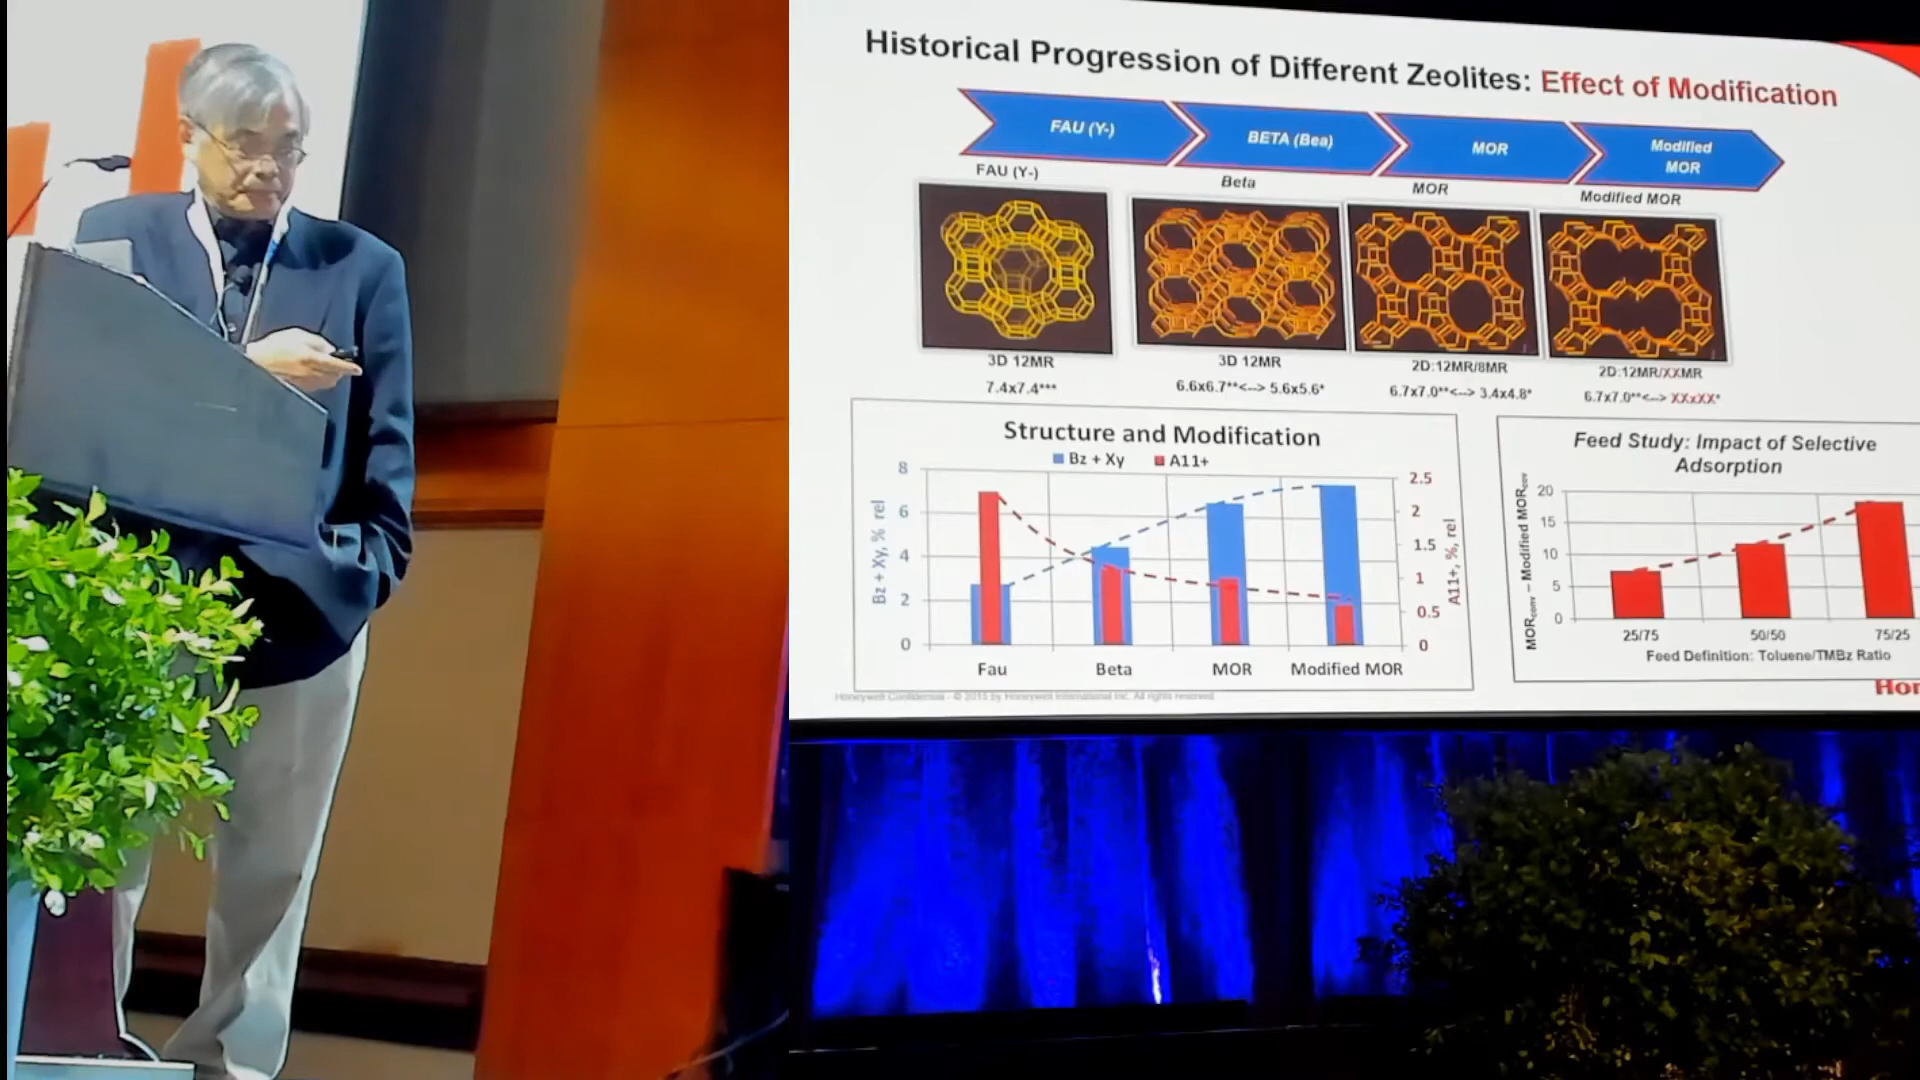 Historical Progression of Different Zeolites: Effect of Modification
FAU (Y-)
BETA (Bea)
MOR
Modified
MOR
FAU (Y-)
Beta
MOR
Modified MOR
3D 12MR
3D 12MR
2D:12MR/8MR
2D:12MR/XXMR
7.4x7.4***
6.6x6.7**<--> 5.6x5.6*
6.7x7.0**<--> 3.4x4.8*
6.7x7.0**<--> XXxXX*
Structure and Modification
Bz + Xy
A11+
Bz + Xy, % rel
8
6
4
2
0
2.5
2
1.5
1
0.5
0
A11+, %, rel
Fau
Beta
MOR
Modified MOR
Feed Study: Impact of Selective
Adsorption
MORconv – Modified MORcov
20
15
10
5
0
25/75
50/50
75/25
Feed Definition: Toluene/TMBz Ratio
Honeywell Confidential - © 2015 by Honeywell International Inc. All rights reserved.
Hon